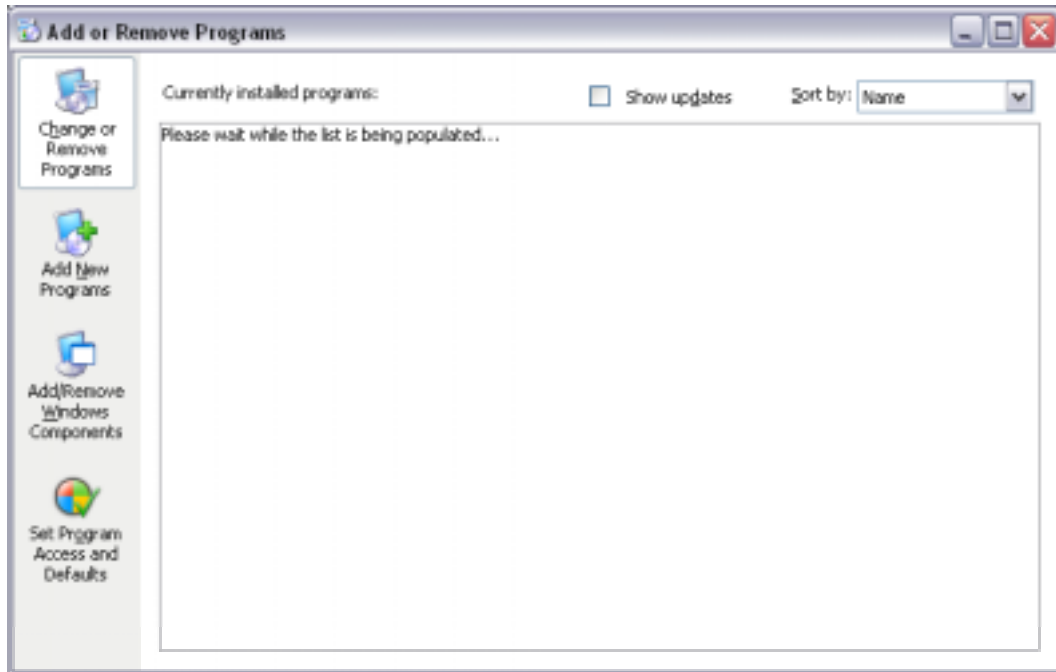 Add or Remove Programs
Change or
Remove
Programs
Add New
Programs
Add/Remove
Windows
Components
Set Program
Access and
Defaults
Currently installed programs:
Show updates
Sort by: Name
Please wait while the list is being populated...